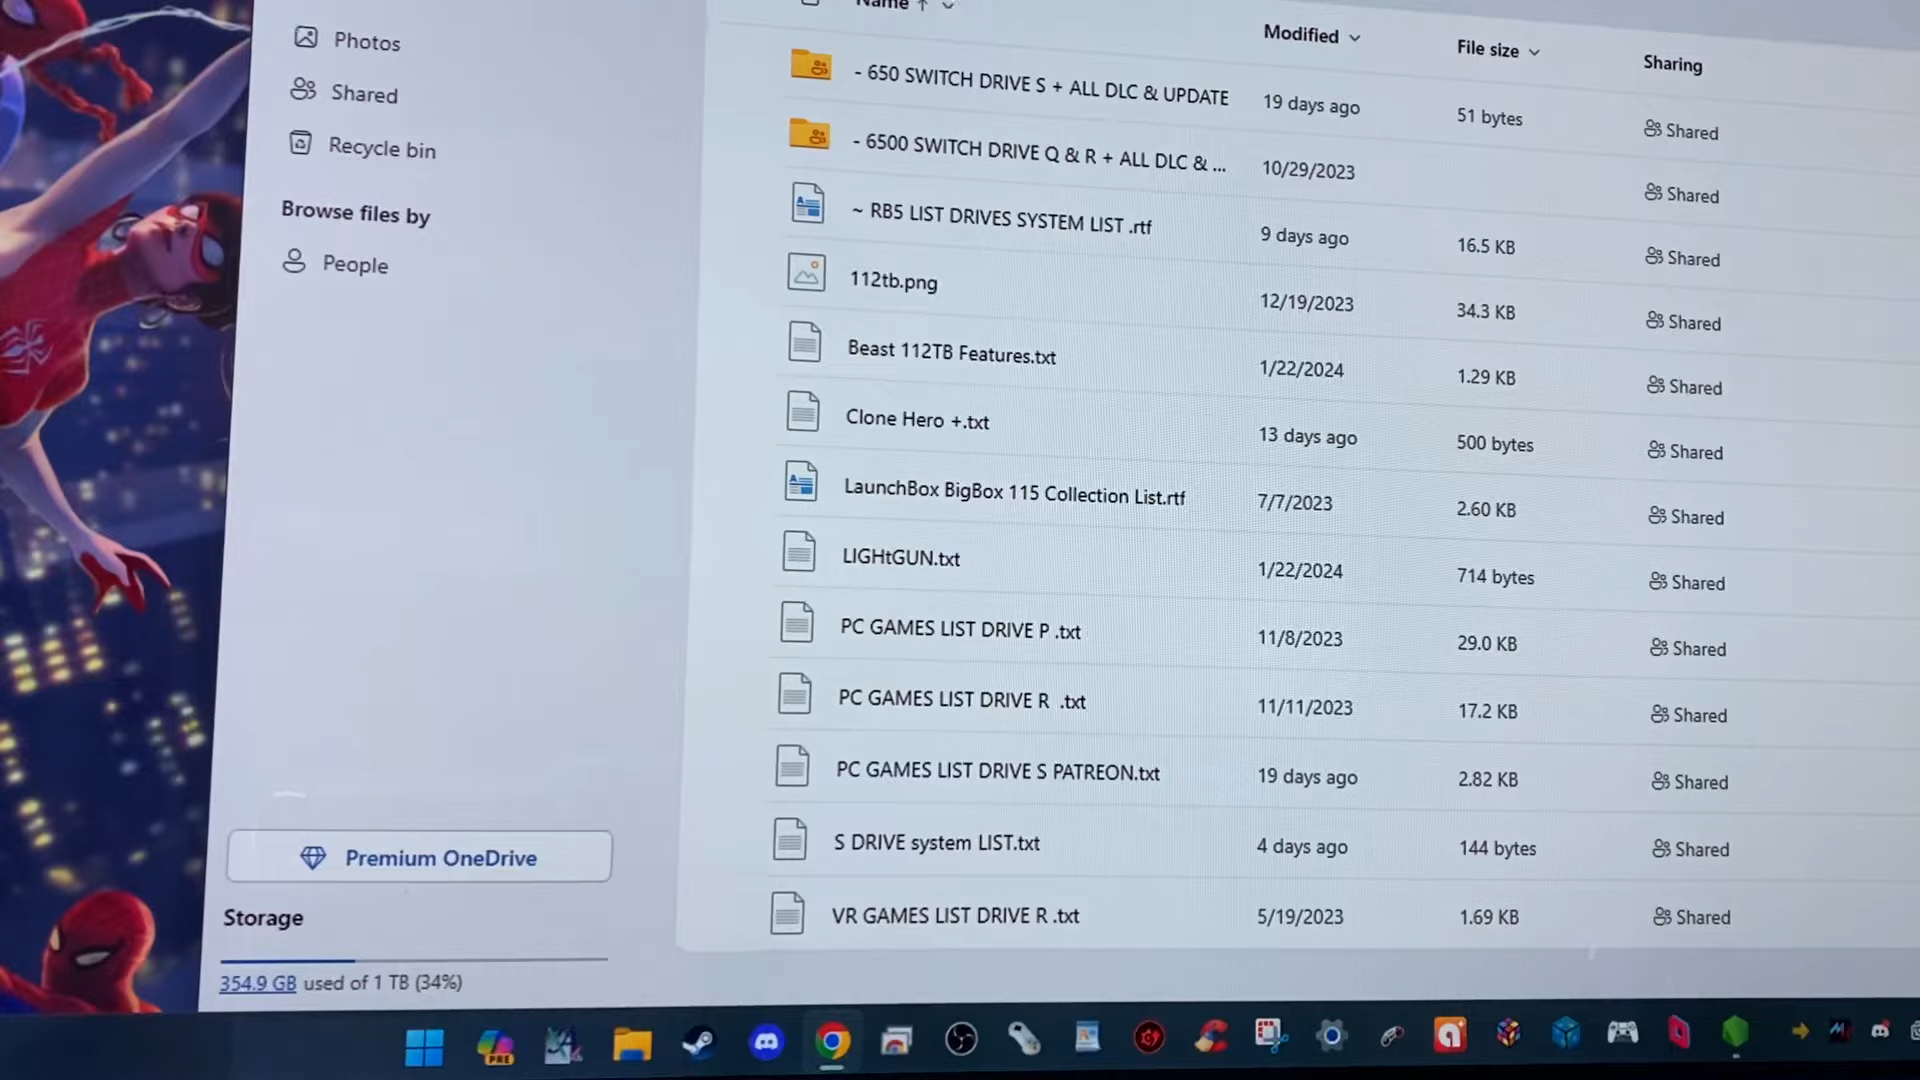 Name
Modified
File size
Sharing
Photos
Shared
Recycle bin
Browse files by
People
- 650 SWITCH DRIVE S + ALL DLC & UPDATE 19 days ago 51 bytes Shared
- 6500 SWITCH DRIVE Q & R + ALL DLC & ... 10/29/2023 Shared
~ RB5 LIST DRIVES SYSTEM LIST .rtf 9 days ago 16.5 KB Shared
112tb.png 12/19/2023 34.3 KB Shared
Beast 112TB Features.txt 1/22/2024 1.29 KB Shared
Clone Hero +.txt 13 days ago 500 bytes Shared
LaunchBox BigBox 115 Collection List.rtf 7/7/2023 2.60 KB Shared
LIGHtGUN.txt 1/22/2024 714 bytes Shared
PC GAMES LIST DRIVE P .txt 11/8/2023 29.0 KB Shared
PC GAMES LIST DRIVE R .txt 11/11/2023 17.2 KB Shared
PC GAMES LIST DRIVE S PATREON.txt 19 days ago 2.82 KB Shared
S DRIVE system LIST.txt 4 days ago 144 bytes Shared
VR GAMES LIST DRIVE R .txt 5/19/2023 1.69 KB Shared
Premium OneDrive
Storage
354.9 GB used of 1 TB (34%)
PRE